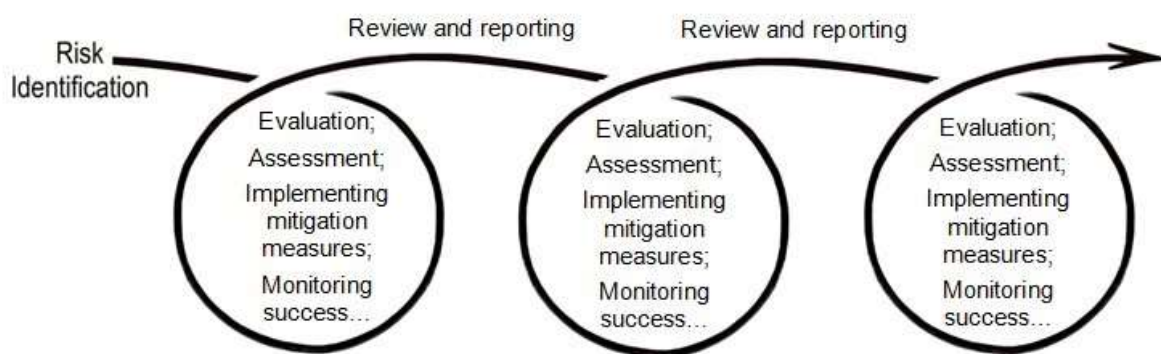 Risk
Identification
Review and reporting
Review and reporting
Evaluation;
Assessment;
Implementing
mitigation
measures;
Monitoring
success…
Evaluation;
Assessment;
Implementing
mitigation
measures;
Monitoring
success…
Evaluation;
Assessment;
Implementing
mitigation
measures;
Monitoring
success…